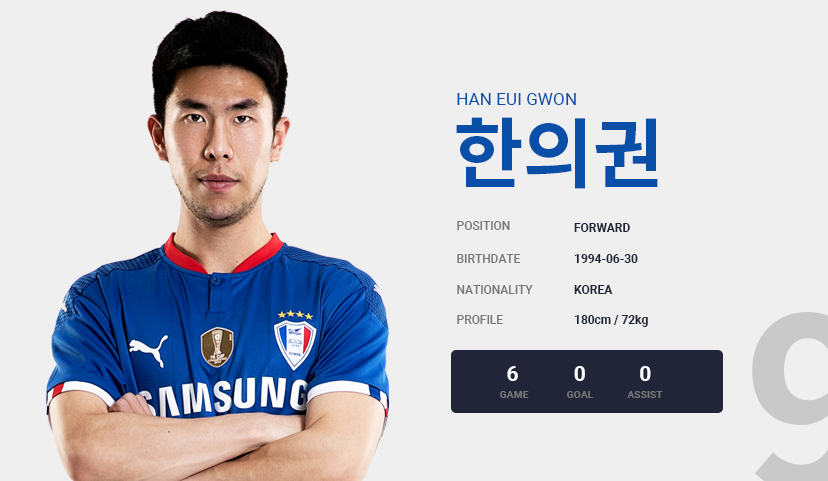 HAN EUI GWON
한의권
POSITION FORWARD
BIRTHDATE 1994-06-30
NATIONALITY KOREA
PROFILE 180cm / 72kg
6 0 0
GAME GOAL ASSIST
9
SAMSUNG